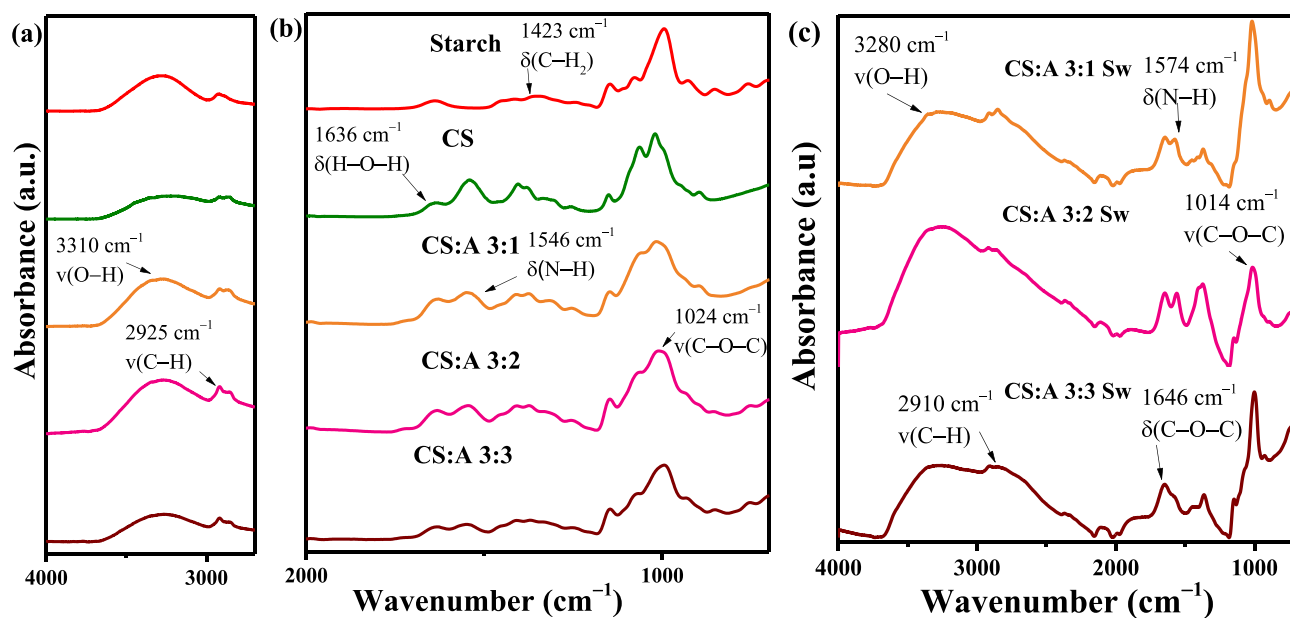 (a)
3310 cm⁻¹
ν(O–H)
2925 cm⁻¹
ν(C–H)
Absorbance (a.u.)
4000
3000
(b)
Starch
1423 cm⁻¹
δ(C–H₂)
1636 cm⁻¹
δ(H–O–H)
CS
CS:A 3:1
1546 cm⁻¹
δ(N–H)
CS:A 3:2
1024 cm⁻¹
ν(C–O–C)
CS:A 3:3
2000
1000
Wavenumber (cm⁻¹)
(c)
3280 cm⁻¹
ν(O–H)
CS:A 3:1 Sw
1574 cm⁻¹
δ(N–H)
CS:A 3:2 Sw
1014 cm⁻¹
ν(C–O–C)
CS:A 3:3 Sw
2910 cm⁻¹
ν(C–H)
1646 cm⁻¹
δ(C–O–C)
Absorbance (a.u)
4000
3000
2000
1000
Wavenumber (cm⁻¹)